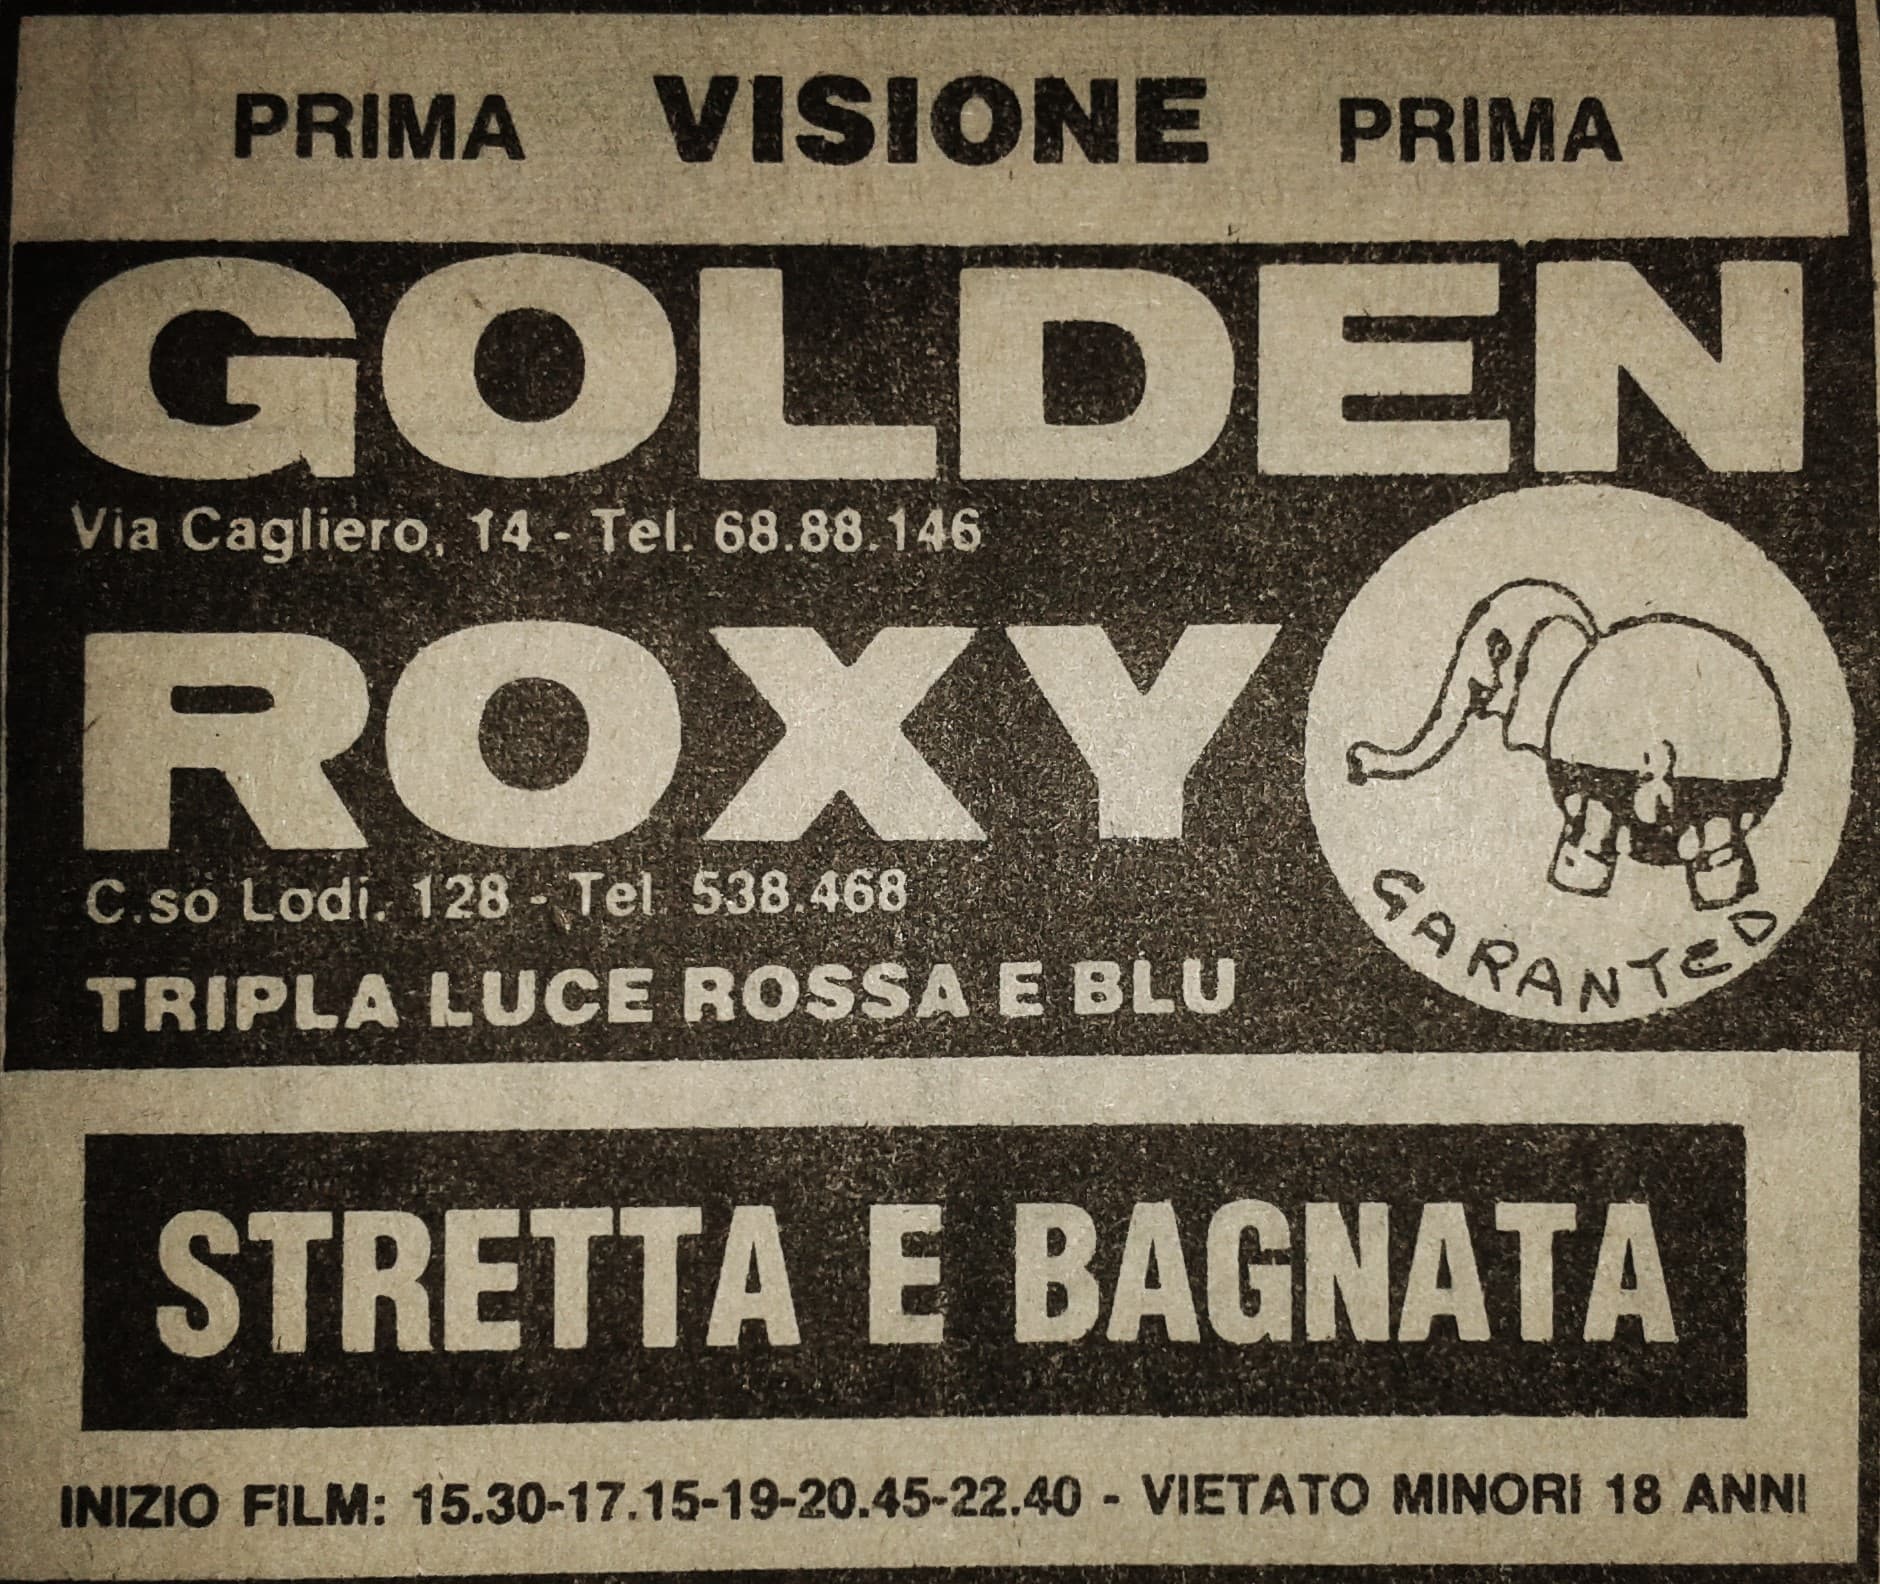 PRIMA VISIONE PRIMA
GOLDEN
Via Cagliero, 14 - Tel. 68.88.146
ROXY
C.so Lodi. 128 - Tel. 538.468
TRIPLA LUCE ROSSA E BLU
GARANTED
STRETTA E BAGNATA
INIZIO FILM: 15.30-17.15-19-20.45-22.40 - VIETATO MINORI 18 ANNI